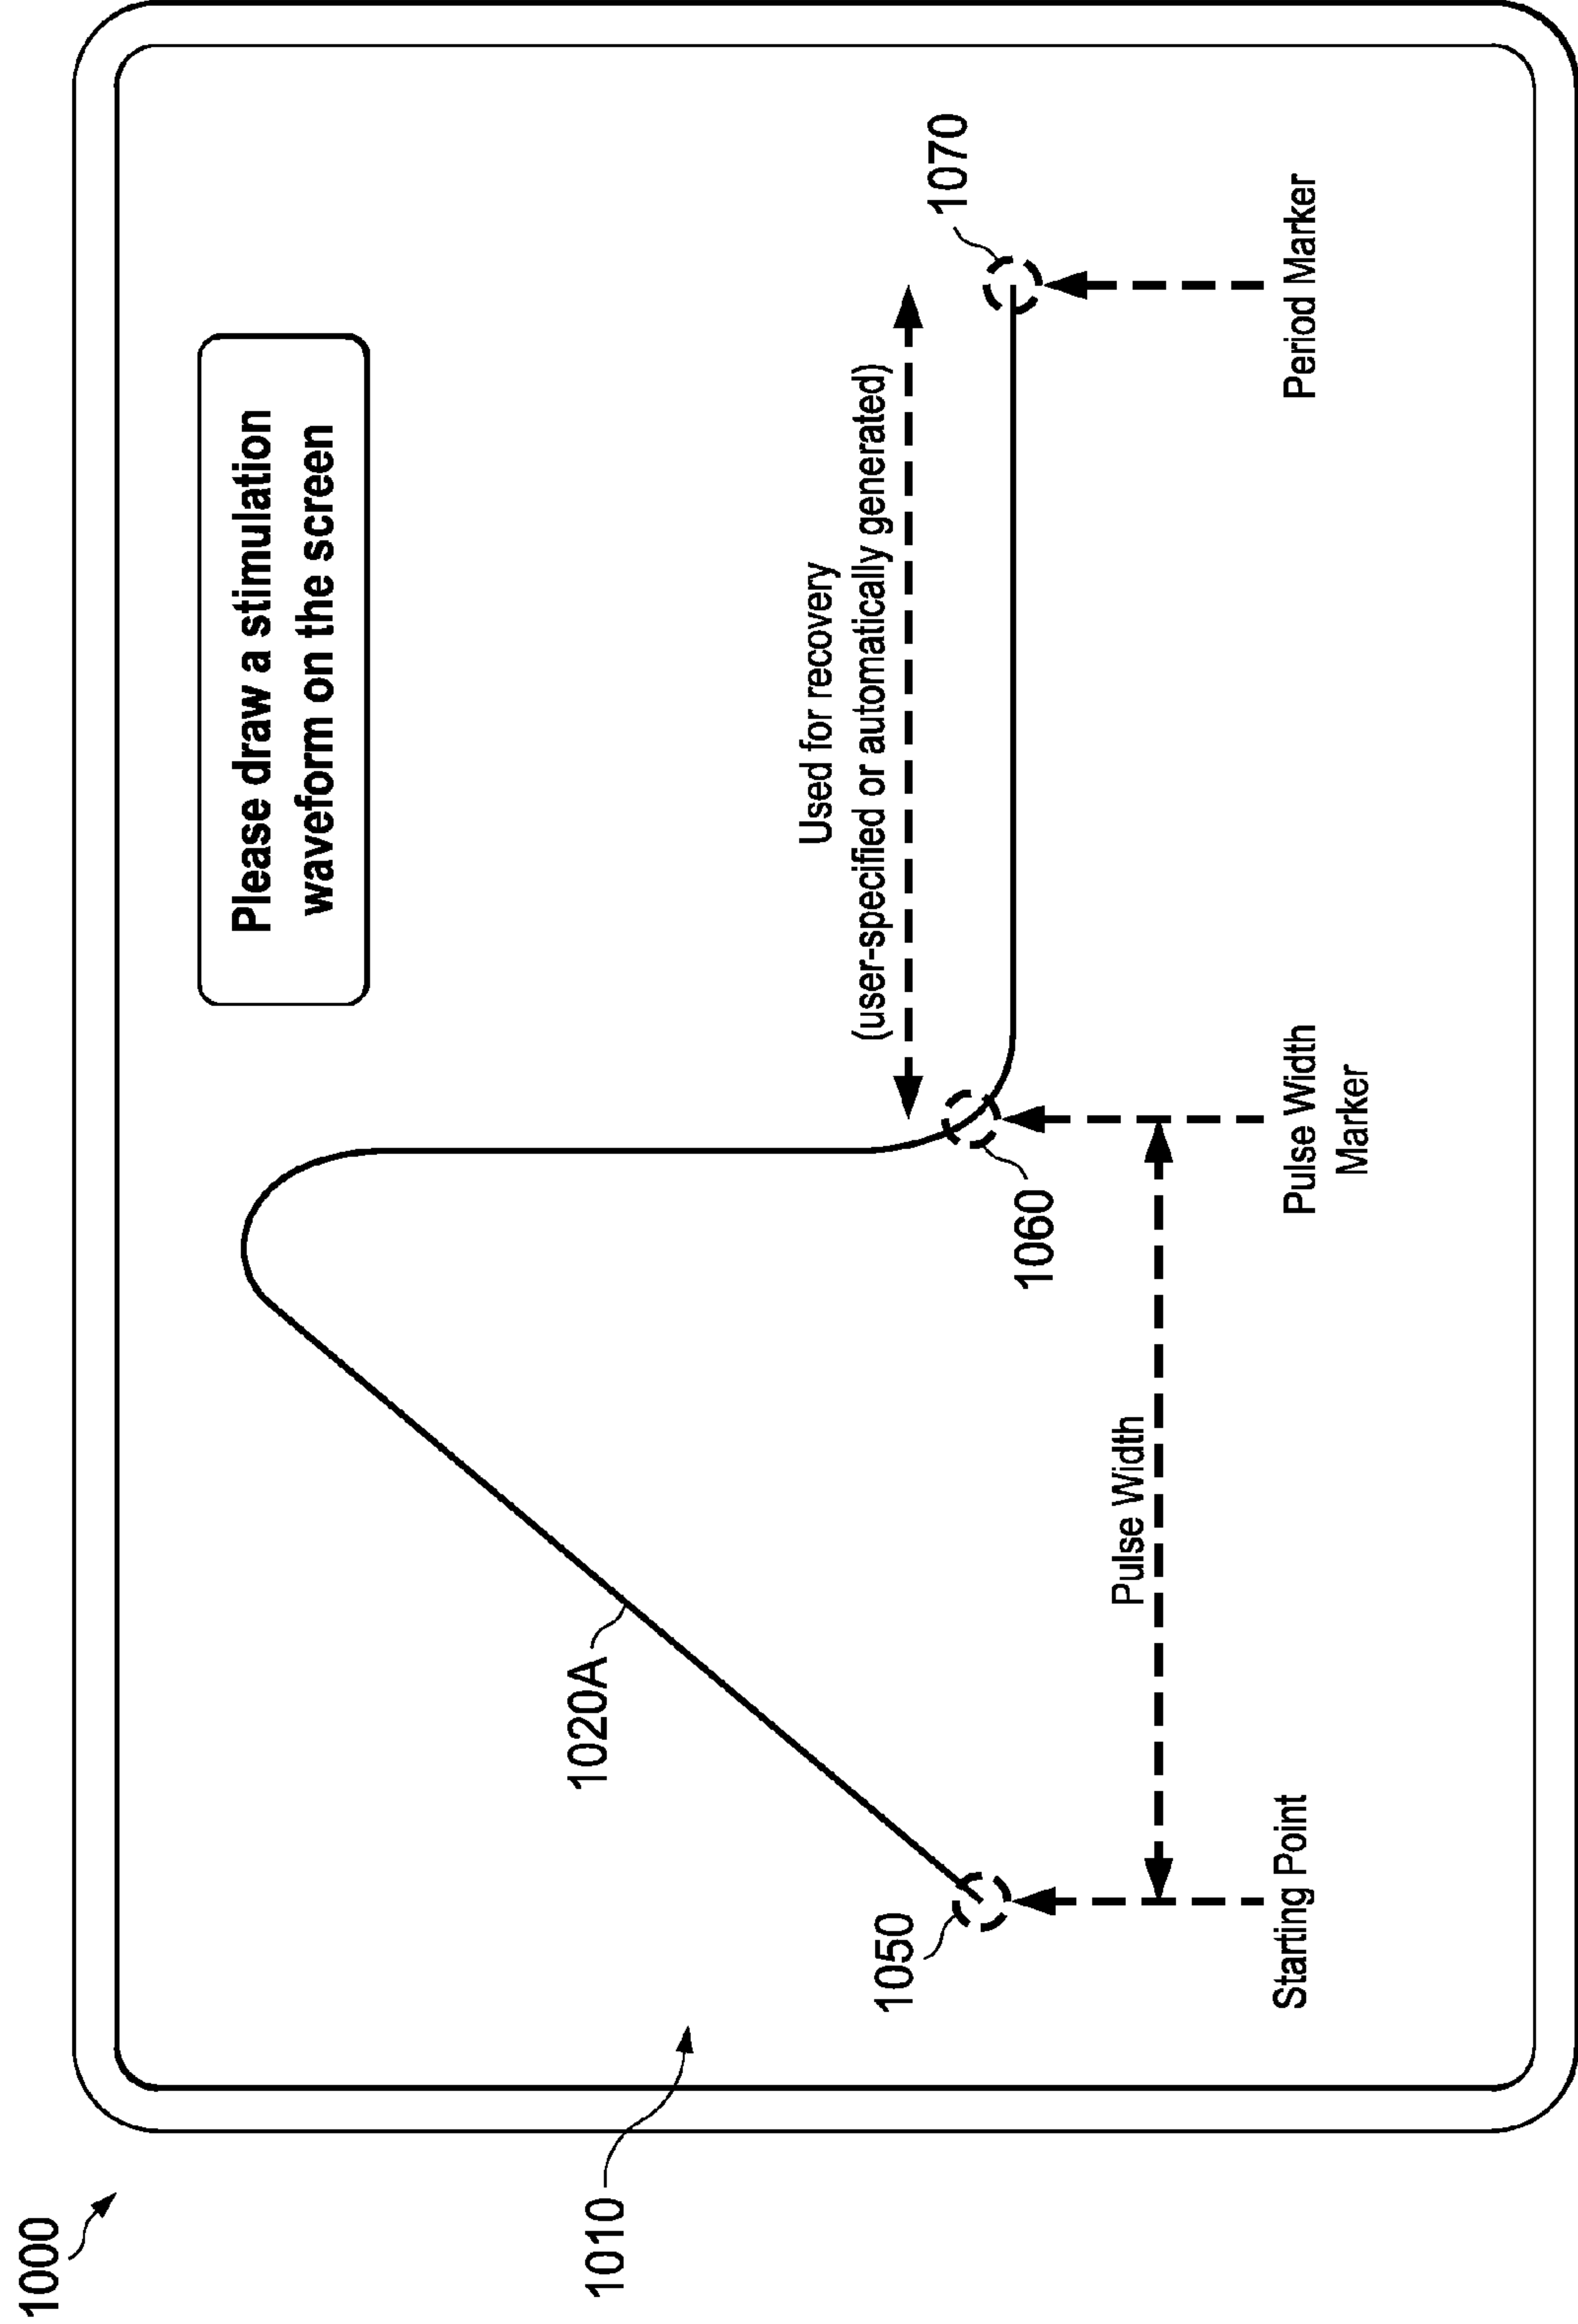 1000
1010
Please draw a stimulation
waveform on the screen
1020A
Used for recovery
(user-specified or automatically generated)
1070
1050
1060
Pulse Width
Starting Point
Pulse Width
Marker
Period Marker